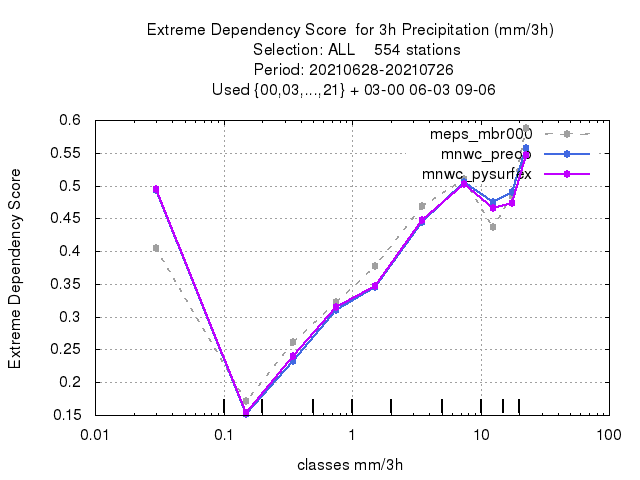 Extreme Dependency Score  for 3h Precipitation (mm/3h)
Selection: ALL    554 stations
Period: 20210628-20210726
Used {00,03,...,21} + 03-00 06-03 09-06
meps_mbr000
mnwc_preop
mnwc_pysurfex
Extreme Dependency Score
0.6
0.55
0.5
0.45
0.4
0.35
0.3
0.25
0.2
0.15
0.01
0.1
1
10
100
classes mm/3h